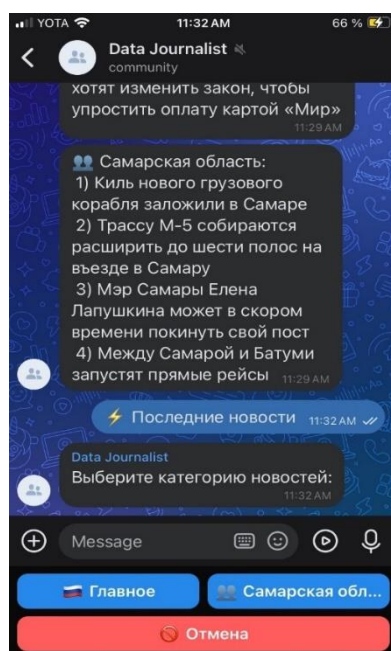 YOTA 11:32 AM 66 %
Data Journalist
community
хотят изменить закон, чтобы
упростить оплату картой «Мир»
11:29 AM
👥 Самарская область:
1) Киль нового грузового
корабля заложили в Самаре
2) Трассу М-5 собираются
расширить до шести полос на
въезде в Самару
3) Мэр Самары Елена
Лапушкина может в скором
времени покинуть свой пост
4) Между Самарой и Батуми
запустят прямые рейсы 11:29 AM
⚡ Последние новости 11:32 AM
Data Journalist
Выберите категорию новостей:
11:32 AM
Message
🇷🇺 Главное 👥 Самарская обл...
🚫 Отмена